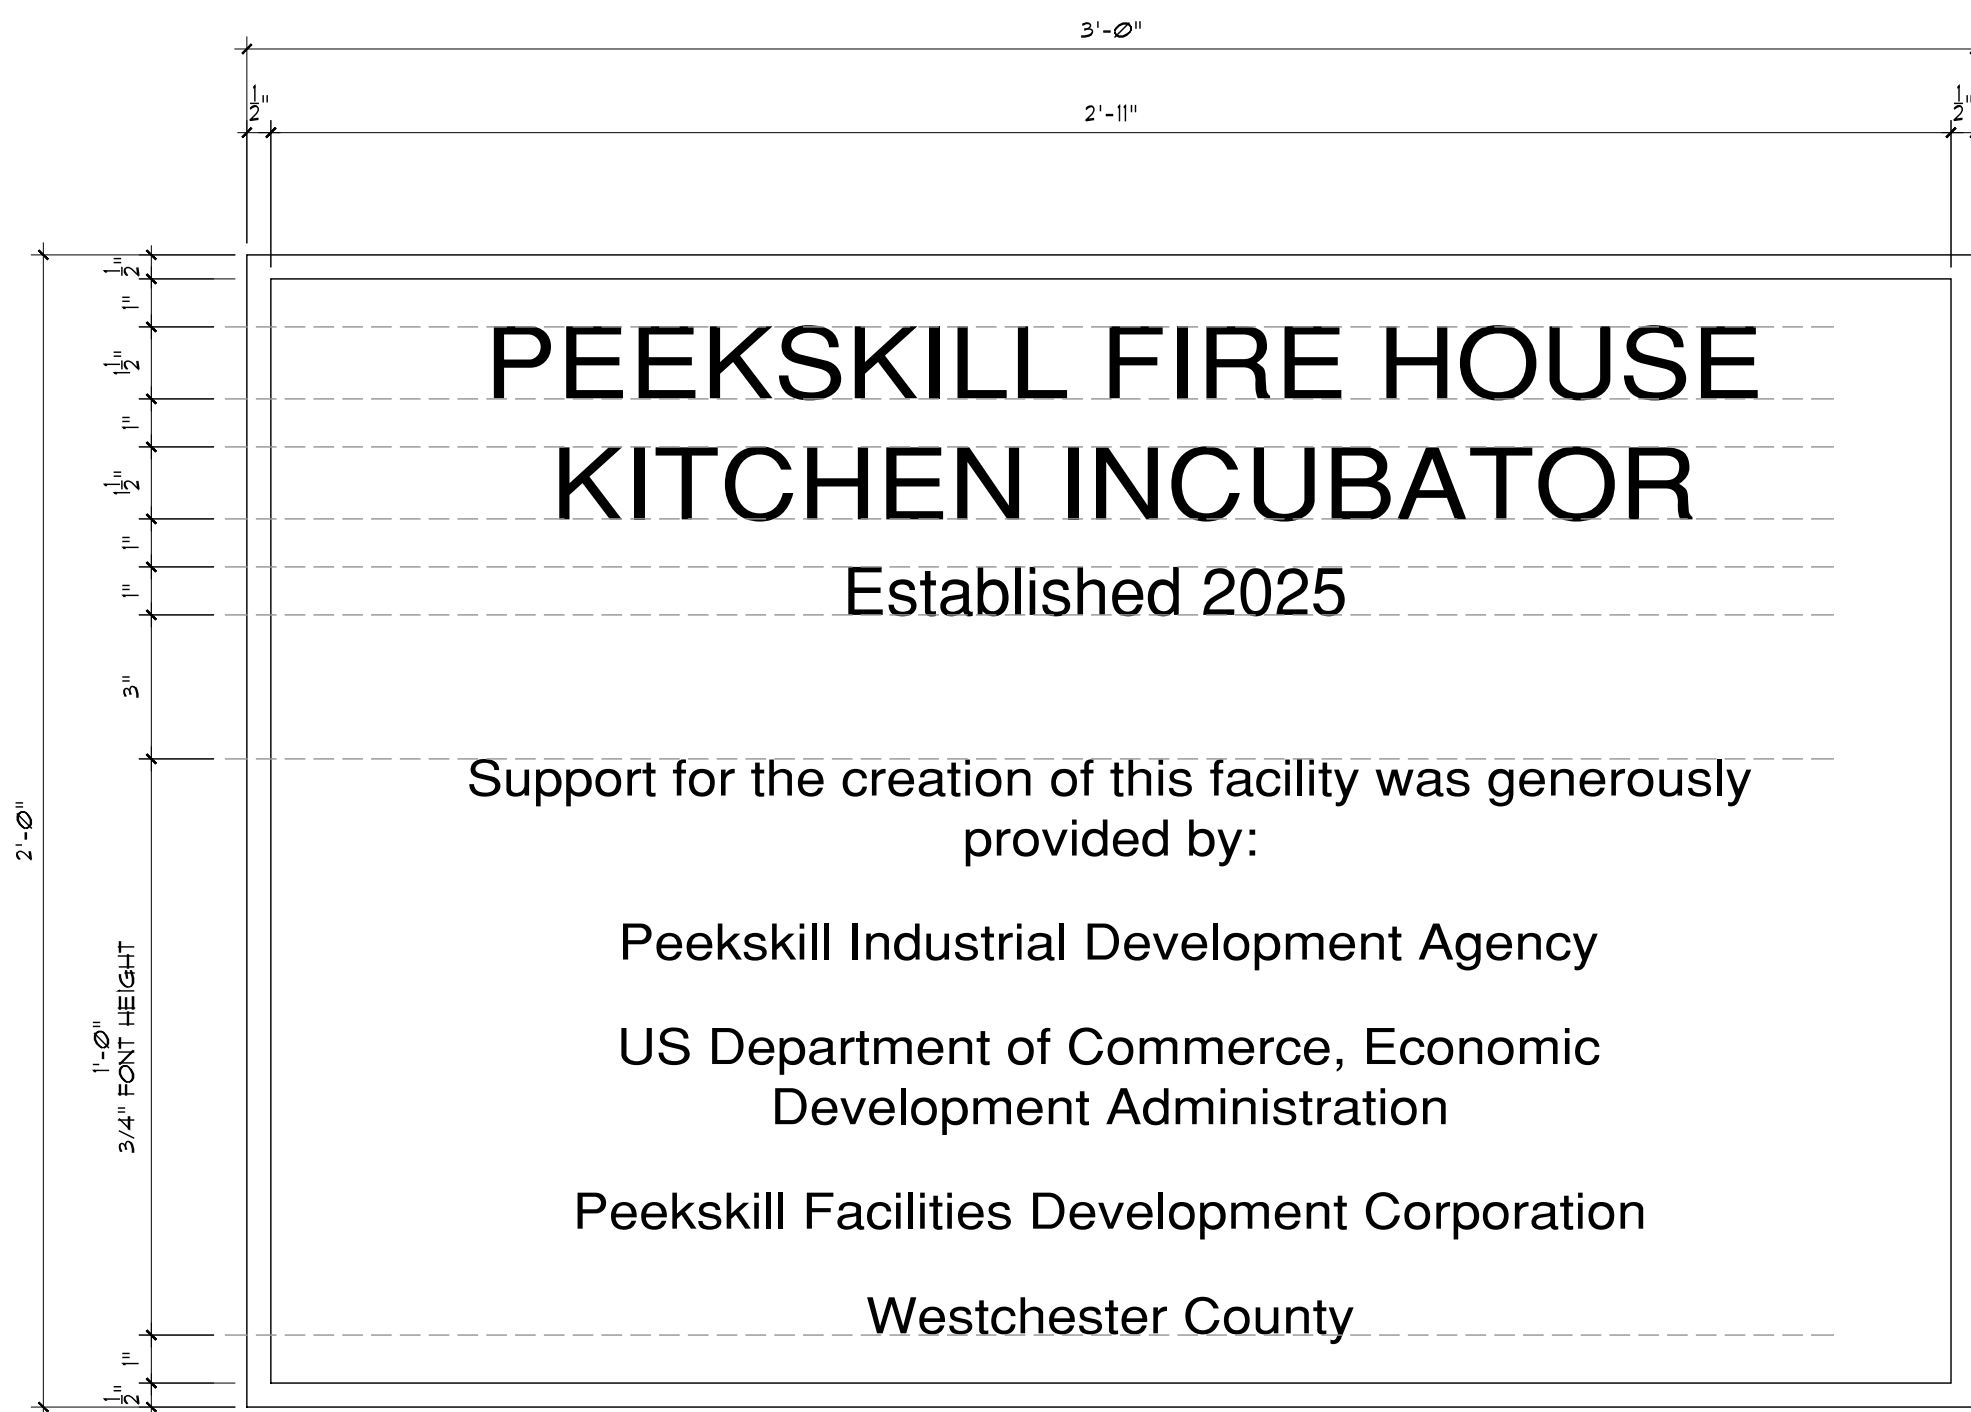 3'-0"
1/2" 2'-11" 1/2"
1/2"
1"
1 1/2"
1"
1 1/2"
1"
1"
3"
2'-0"
1'-0"
3/4" FONT HEIGHT
1"
1/2"
PEEKSKILL FIRE HOUSE
KITCHEN INCUBATOR
Established 2025
Support for the creation of this facility was generously
provided by:
Peekskill Industrial Development Agency
US Department of Commerce, Economic
Development Administration
Peekskill Facilities Development Corporation
Westchester County